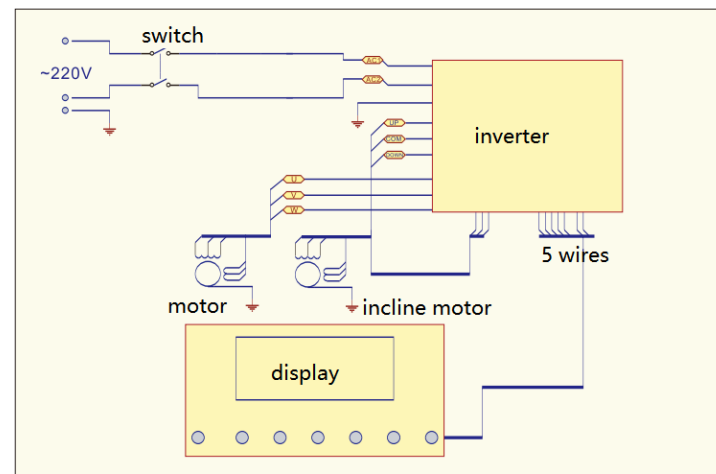 switch
~220V
AC1
AC2
UP
COM
DOWN
inverter
U
V
W
5 wires
motor
incline motor
display